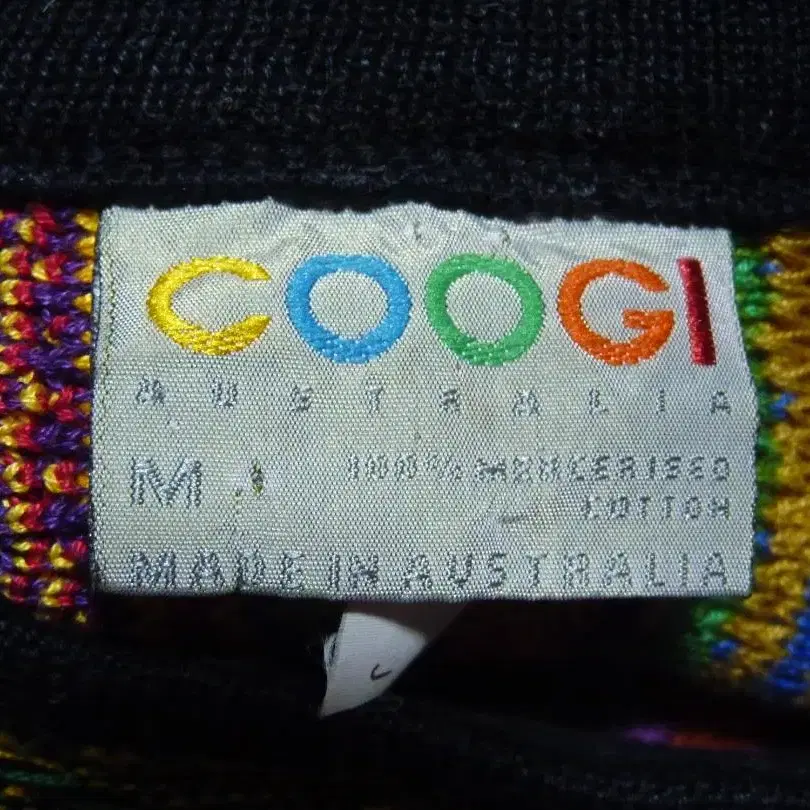 COOGI
AUSTRALIA
M 100% MERCERISED
COTTON
MADE IN AUSTRALIA